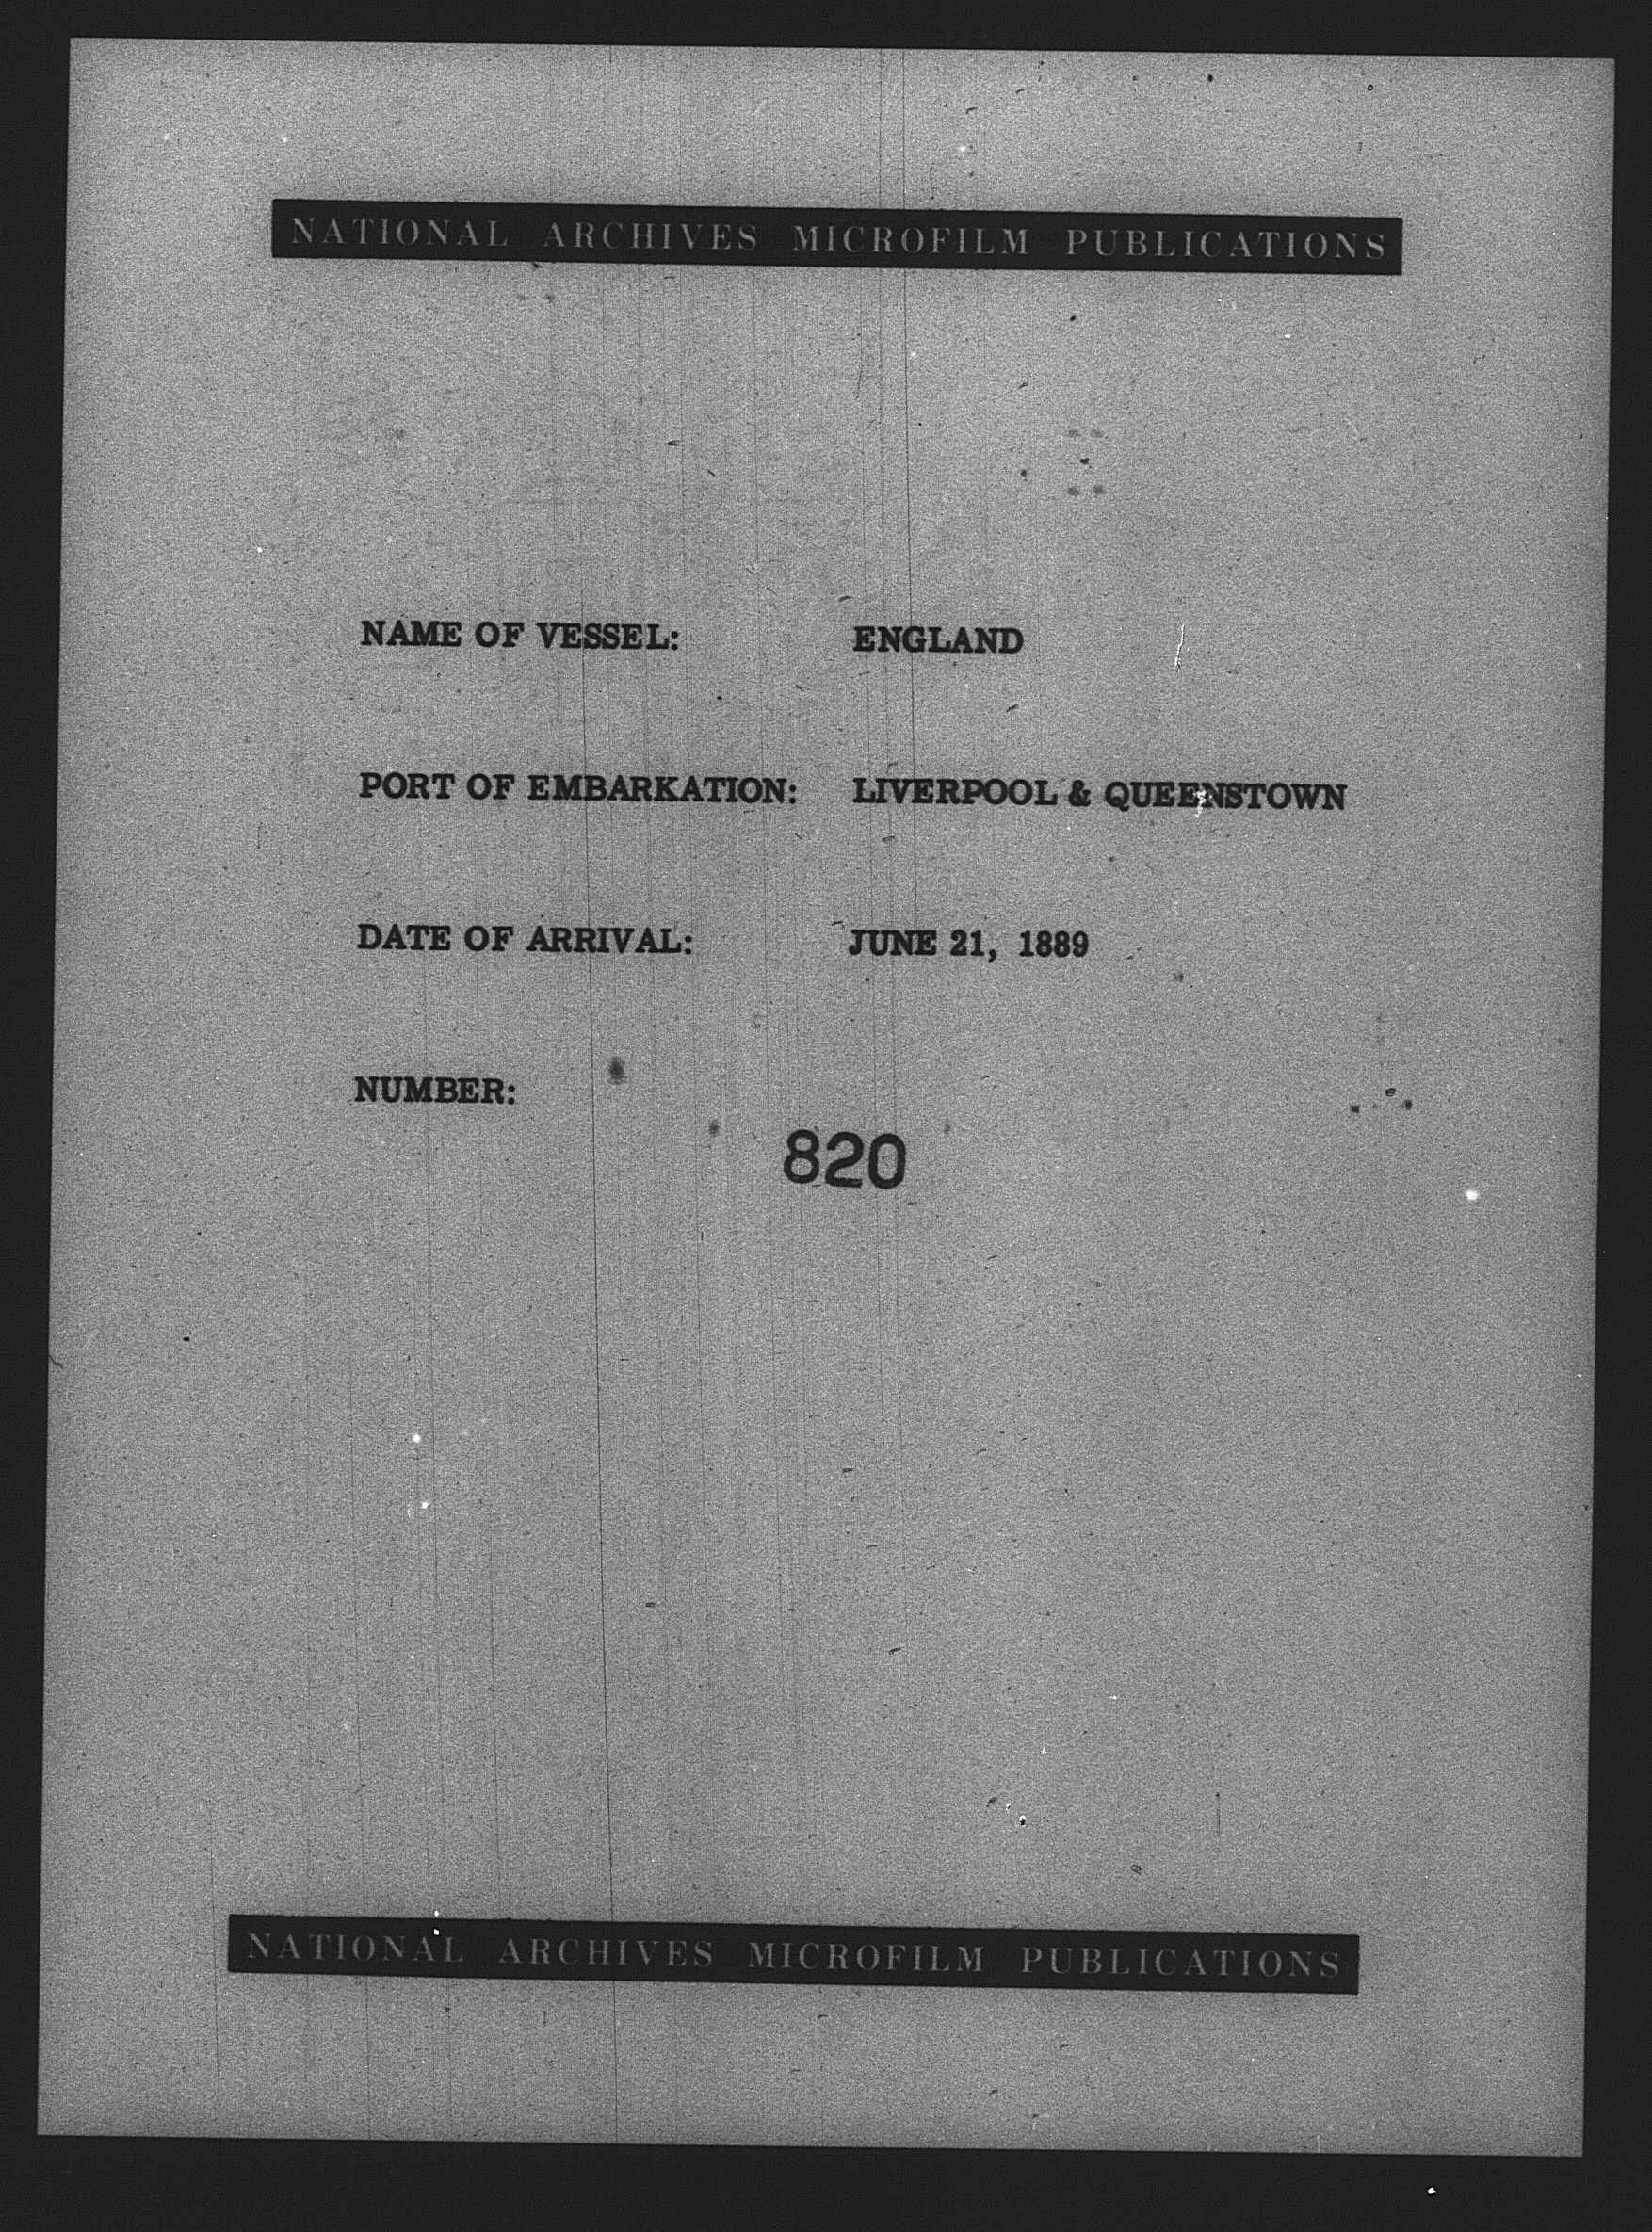 NATIONAL ARCHIVES MICROFILM PUBLICATIONS
NAME OF VESSEL: ENGLAND
PORT OF EMBARKATION: LIVERPOOL & QUEENSTOWN
DATE OF ARRIVAL: JUNE 21, 1889
NUMBER:
820
NATIONAL ARCHIVES MICROFILM PUBLICATIONS